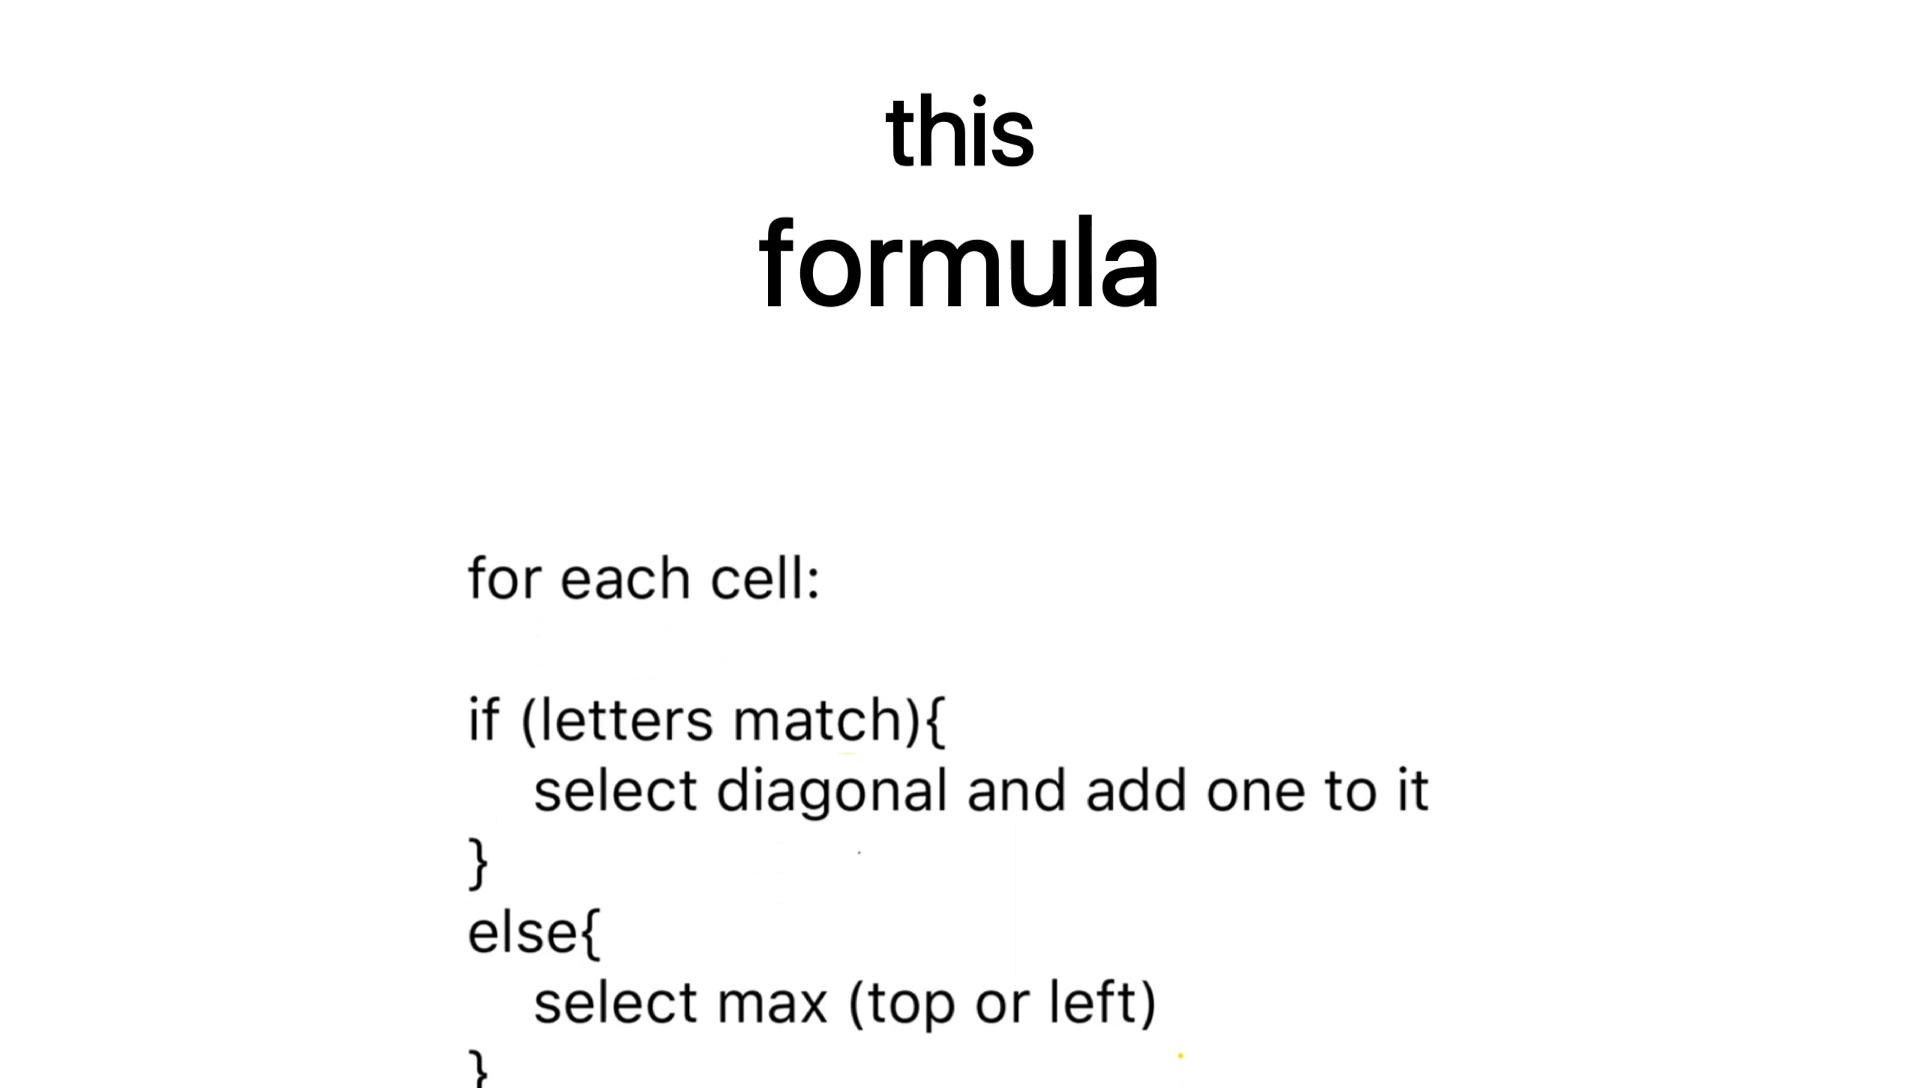 this
formula
for each cell:
if (letters match){
select diagonal and add one to it
}
else{
select max (top or left)
}